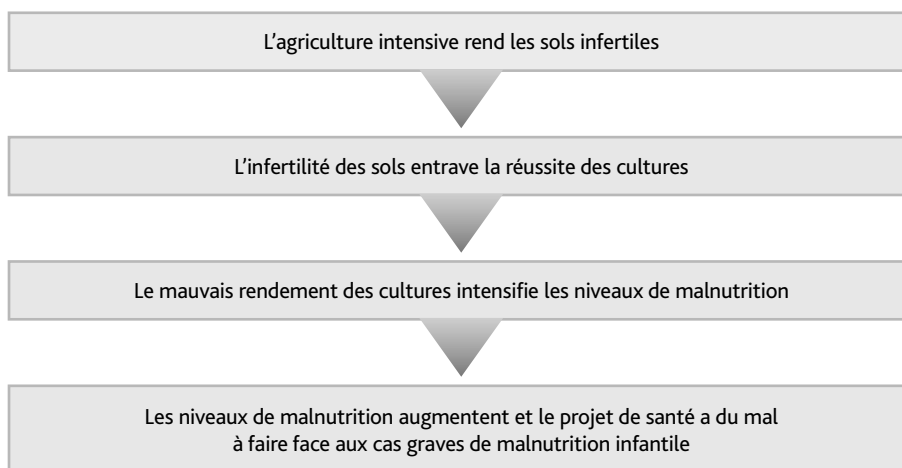 L'agriculture intensive rend les sols infertiles
L'infertilité des sols entrave la réussite des cultures
Le mauvais rendement des cultures intensifie les niveaux de malnutrition
Les niveaux de malnutrition augmentent et le projet de santé a du mal
à faire face aux cas graves de malnutrition infantile